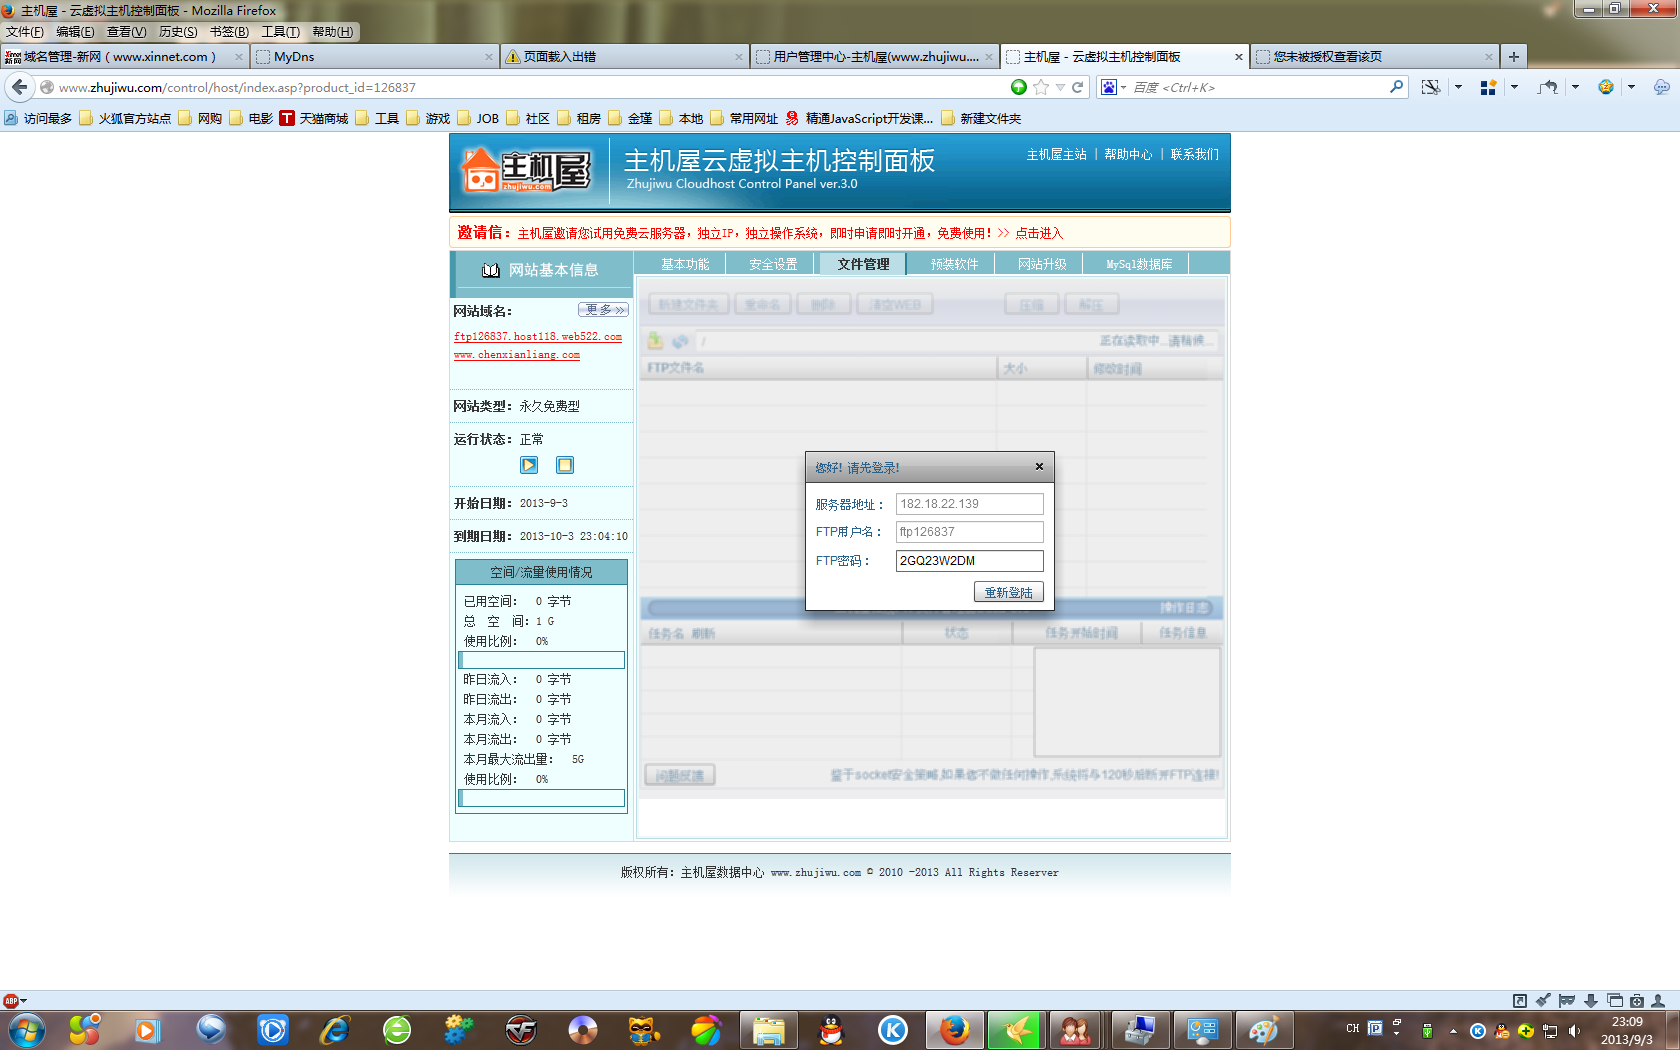 主机屋 - 云虚拟主机控制面板 - Mozilla Firefox
文件(F) 编辑(E) 查看(V) 历史(S) 书签(B) 工具(T) 帮助(H)
域名管理-新网（www.xinnet.com）
MyDns
页面载入出错
用户管理中心-主机屋(www.zhujiwu....
主机屋 - 云虚拟主机控制面板
您未被授权查看该页
www.zhujiwu.com/control/host/index.asp?product_id=126837
百度 <Ctrl+K>
访问最多 火狐官方站点 网购 电影 天猫商城 工具 游戏 JOB 社区 租房 金瑾 本地 常用网址 精通JavaScript开发课... 新建文件夹
主机屋
zhujiwu.com
主机屋云虚拟主机控制面板
Zhujiwu Cloudhost Control Panel ver.3.0
主机屋主站 | 帮助中心 | 联系我们
邀请信：主机屋邀请您试用免费云服务器，独立IP，独立操作系统，即时申请即时开通，免费使用！>> 点击进入
网站基本信息
基本功能 安全设置 文件管理 预装软件 网站升级 MySql数据库
网站域名：
更多>>
ftp126837.host118.web522.com
www.chenxianliang.com
网站类型：永久免费型
运行状态：正常
开始日期：2013-9-3
到期日期：2013-10-3 23:04:10
空间/流量使用情况
已用空间： 0 字节
总 空 间：1 G
使用比例： 0%
昨日流入： 0 字节
昨日流出： 0 字节
本月流入： 0 字节
本月流出： 0 字节
本月最大流出量： 5G
使用比例： 0%
新建文件夹 重命名 删除 清空WEB 压缩 解压
/
正在读取中...请稍候...
FTP文件名 大小 修改时间
您好! 请先登录!
服务器地址： 182.18.22.139
FTP用户名： ftp126837
FTP密码： 2GQ23W2DM
重新登陆
操作日志
任务名 刷新 状态 任务开始时间 任务信息
问题反馈
鉴于socket安全策略,如果您不做任何操作,系统将与120秒后断开FTP连接!
版权所有：主机屋数据中心 www.zhujiwu.com © 2010 -2013 All Rights Reserver
ABP
CH
23:09
2013/9/3